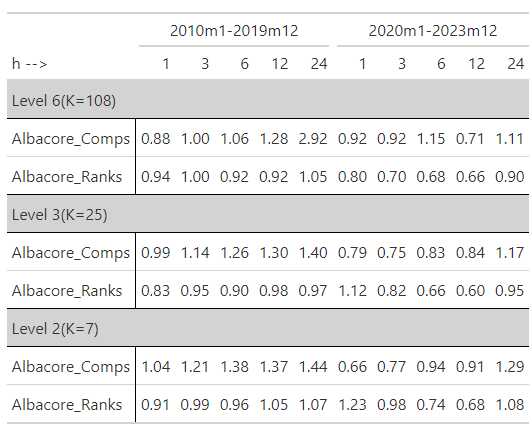 2010m1-2019m12 2020m1-2023m12
h --> 1 3 6 12 24 1 3 6 12 24
Level 6(K=108)
Albacore_Comps 0.88 1.00 1.06 1.28 2.92 0.92 0.92 1.15 0.71 1.11
Albacore_Ranks 0.94 1.00 0.92 0.92 1.05 0.80 0.70 0.68 0.66 0.90
Level 3(K=25)
Albacore_Comps 0.99 1.14 1.26 1.30 1.40 0.79 0.75 0.83 0.84 1.17
Albacore_Ranks 0.83 0.95 0.90 0.98 0.97 1.12 0.82 0.66 0.60 0.95
Level 2(K=7)
Albacore_Comps 1.04 1.21 1.38 1.37 1.44 0.66 0.77 0.94 0.91 1.29
Albacore_Ranks 0.91 0.99 0.96 1.05 1.07 1.23 0.98 0.74 0.68 1.08